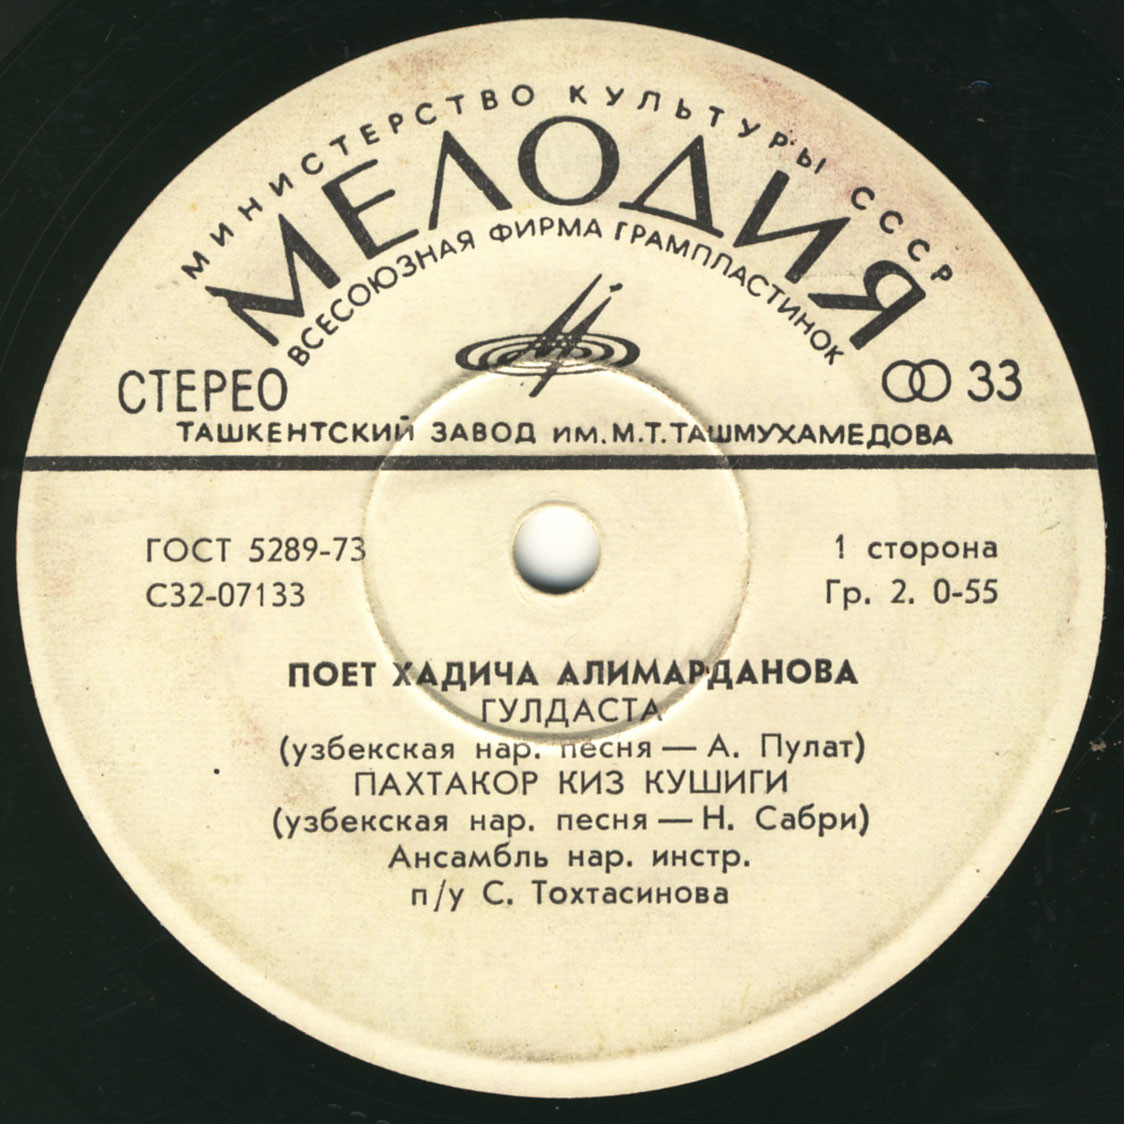 МИНИСТЕРСТВО КУЛЬТУРЫ СССР
МЕЛОДИЯ
ВСЕСОЮЗНАЯ ФИРМА ГРАМПЛАСТИНОК
СТЕРЕО
33
ТАШКЕНТСКИЙ ЗАВОД ИМ. М.Т. ТАШМУХАМЕДОВА
ГОСТ 5289-73
1 сторона
С32-07133
Гр. 2. 0-55
ПОЕТ ХАДИЧА АЛИМАРДАНОВА
ГУЛДАСТА
(узбекская нар. песня — А. Пулат)
ПАХТАКОР КИЗ КУШИГИ
(узбекская нар. песня — Н. Сабри)
Ансамбль нар. инстр.
п/у С. Тохтасинова